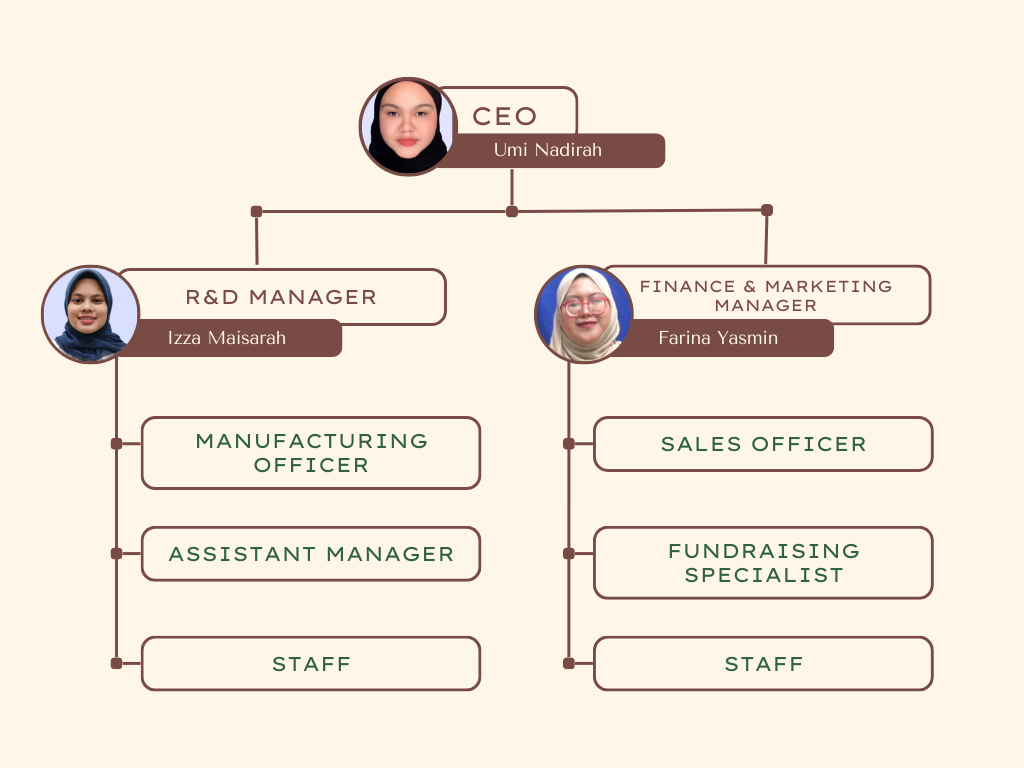 CEO
Umi Nadirah
R&D MANAGER
Izza Maisarah
FINANCE & MARKETING
MANAGER
Farina Yasmin
MANUFACTURING
OFFICER
ASSISTANT MANAGER
STAFF
SALES OFFICER
FUNDRAISING
SPECIALIST
STAFF